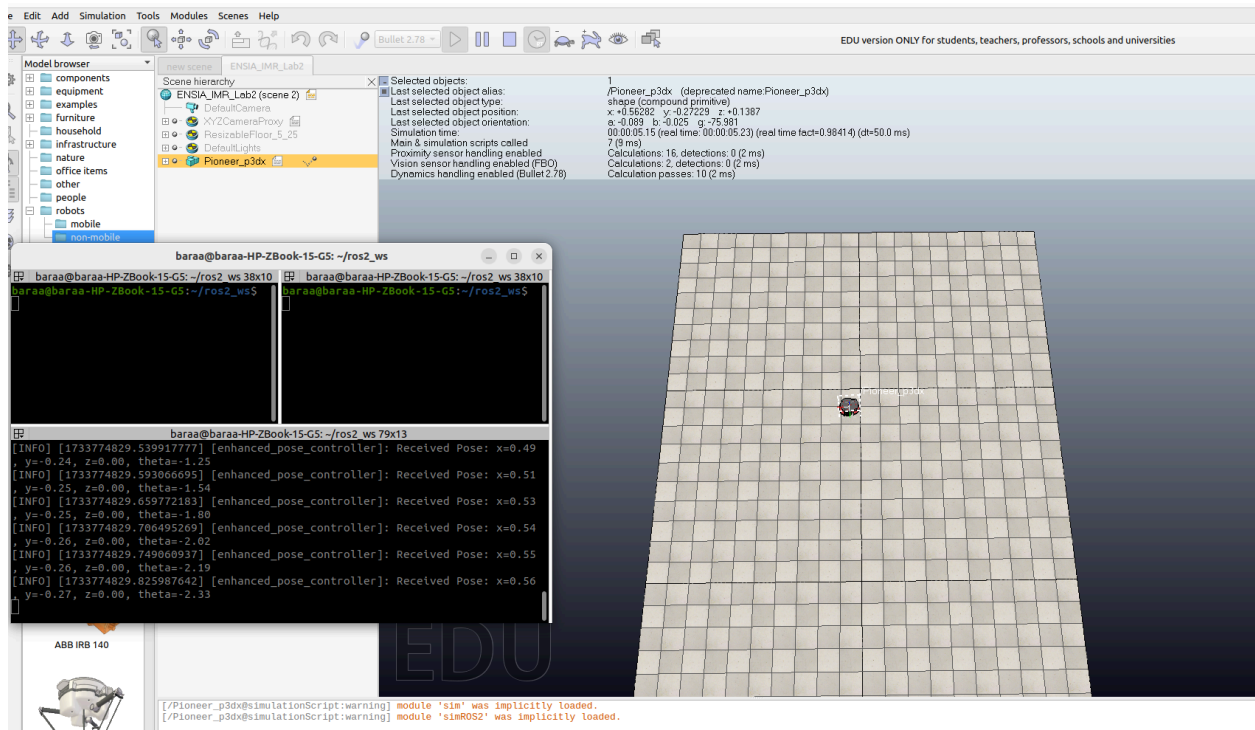 e Edit Add Simulation Tools Modules Scenes Help
Bullet 2.78
EDU version ONLY for students, teachers, professors, schools and universities
Model browser
components
equipment
examples
furniture
household
infrastructure
nature
office items
other
people
robots
mobile
non-mobile
new scene ENSIA_IMR_Lab2
Scene hierarchy
ENSIA_IMR_Lab2 (scene 2)
DefaultCamera
XYZCameraProxy
ResizableFloor_5_25
DefaultLights
Pioneer_p3dx
Selected objects: 1
Last selected object alias: /Pioneer_p3dx (deprecated name:Pioneer_p3dx)
Last selected object type: shape (compound primitive)
Last selected object position: x: +0.56282 y: -0.27229 z: +0.1387
Last selected object orientation: a: -0.089 b: -0.025 g: -75.981
Simulation time: 00:00:05.15 (real time: 00:00:05.23) (real time fact=0.98414) (dt=50.0 ms)
Main & simulation scripts called 7 (9 ms)
Proximity sensor handling enabled Calculations: 16, detections: 0 (2 ms)
Vision sensor handling enabled (FBO) Calculations: 2, detections: 0 (2 ms)
Dynamics handling enabled (Bullet 2.78) Calculation passes: 10 (2 ms)
/Pioneer_p3dx
baraa@baraa-HP-ZBook-15-G5: ~/ros2_ws
baraa@baraa-HP-ZBook-15-G5: ~/ros2_ws 38x10
baraa@baraa-HP-ZBook-15-G5:~/ros2_ws$
baraa@baraa-HP-ZBook-15-G5: ~/ros2_ws 38x10
baraa@baraa-HP-ZBook-15-G5:~/ros2_ws$
baraa@baraa-HP-ZBook-15-G5: ~/ros2_ws 79x13
[INFO] [1733774829.539917777] [enhanced_pose_controller]: Received Pose: x=0.49
, y=-0.24, z=0.00, theta=-1.25
[INFO] [1733774829.593066695] [enhanced_pose_controller]: Received Pose: x=0.51
, y=-0.25, z=0.00, theta=-1.54
[INFO] [1733774829.659772183] [enhanced_pose_controller]: Received Pose: x=0.53
, y=-0.25, z=0.00, theta=-1.80
[INFO] [1733774829.706495269] [enhanced_pose_controller]: Received Pose: x=0.54
, y=-0.26, z=0.00, theta=-2.02
[INFO] [1733774829.749060937] [enhanced_pose_controller]: Received Pose: x=0.55
, y=-0.26, z=0.00, theta=-2.19
[INFO] [1733774829.825987642] [enhanced_pose_controller]: Received Pose: x=0.56
, y=-0.27, z=0.00, theta=-2.33
EDU
ABB IRB 140
[/Pioneer_p3dx@simulationScript:warning] module 'sim' was implicitly loaded.
[/Pioneer_p3dx@simulationScript:warning] module 'simROS2' was implicitly loaded.